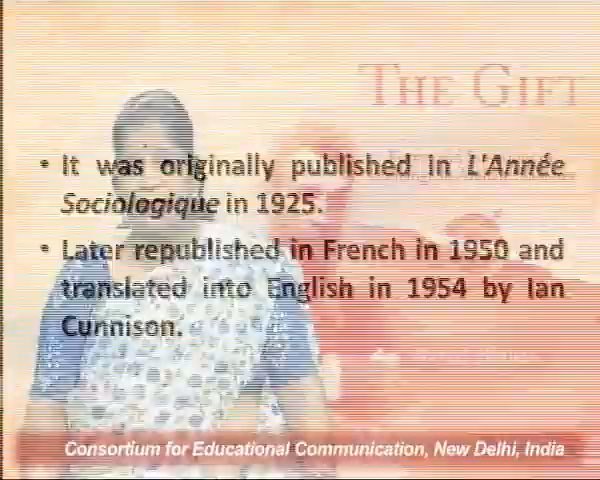 THE GIFT
• It was originally published in L'Année
Sociologique in 1925.
• Later republished in French in 1950 and
translated into English in 1954 by Ian
Cunnison.
Consortium for Educational Communication, New Delhi, India